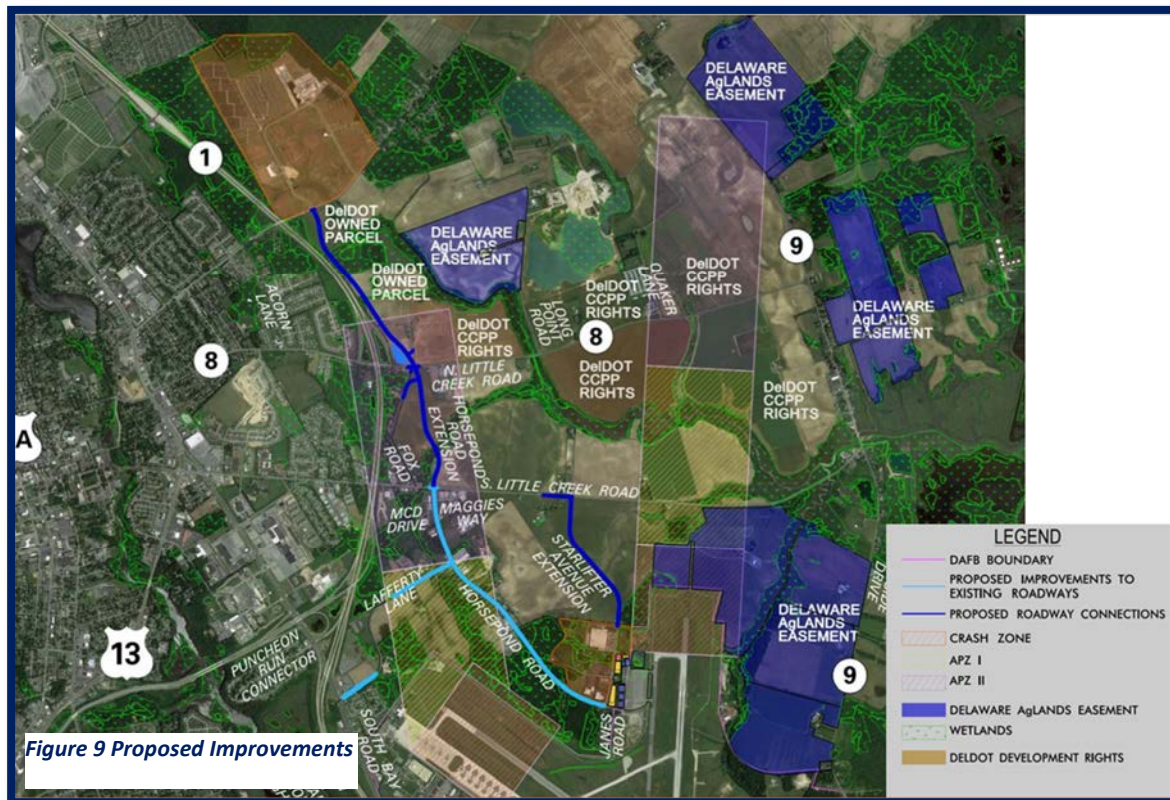 DELAWARE
AgLANDS
EASEMENT
1
DelDOT
OWNED
PARCEL
DELAWARE
AgLANDS
EASEMENT
9
DelDOT
OWNED
PARCEL
QUAKER
LANE
DelDOT
CCPP
RIGHTS
ACORN
LANE
DelDOT
CCPP
RIGHTS
LONG
POINT
ROAD
DelDOT
CCPP
RIGHTS
8
DELAWARE
AgLANDS
EASEMENT
8
N. LITTLE
CREEK ROAD
DelDOT
CCPP
RIGHTS
DelDOT
CCPP
RIGHTS
HORSEPOND
ROAD
EXTENSION
FOX
ROAD
A
S. LITTLE CREEK ROAD
MCD
DRIVE
MAGGIES
WAY
STARLIFTER
AVENUE
EXTENSION
LAFFERTY
LANE
HORSEPOND ROAD
13
PUNCHEON
RUN
CONNECTOR
DELAWARE
AgLANDS
EASEMENT
DRIVE
9
SOUTH BAY
ROAD
JANES
ROAD
LEGEND
DAFB BOUNDARY
PROPOSED IMPROVEMENTS TO
EXISTING ROADWAYS
PROPOSED ROADWAY CONNECTIONS
CRASH ZONE
APZ I
APZ II
DELAWARE AgLANDS EASEMENT
WETLANDS
DELDOT DEVELOPMENT RIGHTS
Figure 9 Proposed Improvements